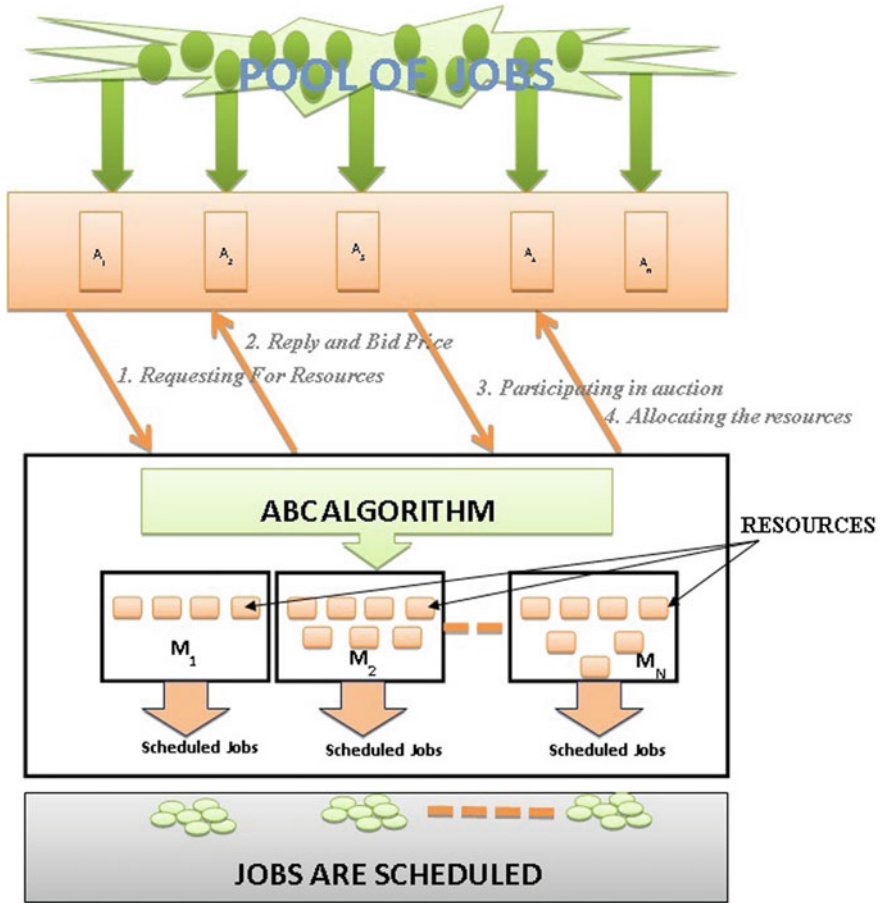 POOL OF JOBS
A1
A2
A3
A4
An
2. Reply and Bid Price
1. Requesting For Resources
3. Participating in auction
4. Allocating the resources
ABC ALGORITHM
RESOURCES
M1
M2
MN
Scheduled Jobs
Scheduled Jobs
Scheduled Jobs
JOBS ARE SCHEDULED